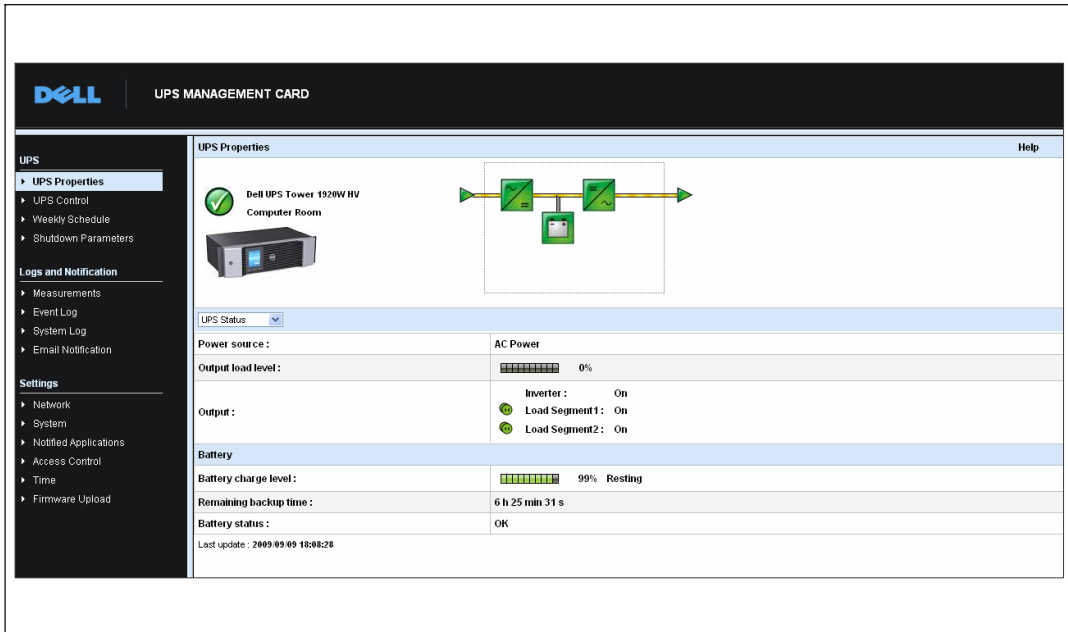 DELL
UPS MANAGEMENT CARD
UPS
UPS Properties
UPS Control
Weekly Schedule
Shutdown Parameters
Logs and Notification
Measurements
Event Log
System Log
Email Notification
Settings
Network
System
Notified Applications
Access Control
Time
Firmware Upload
UPS Properties Help
Dell UPS Tower 1920W HV
Computer Room
UPS Status
Power source : AC Power
Output load level : 0%
Output :
Inverter : On
Load Segment1 : On
Load Segment2 : On
Battery
Battery charge level : 99% Resting
Remaining backup time : 6 h 25 min 31 s
Battery status : OK
Last update : 2009/09/09 18:08:28